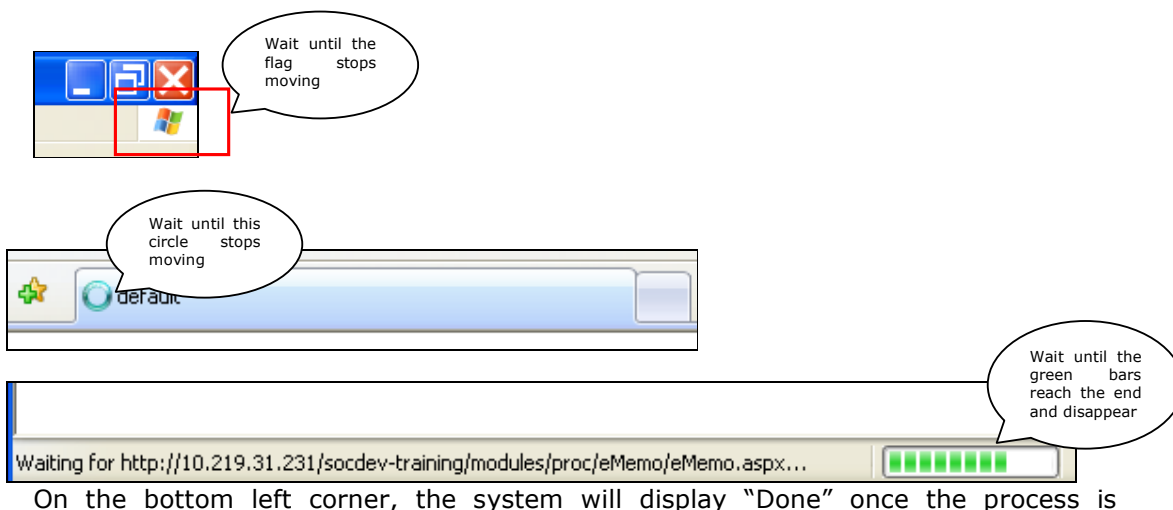 Wait until the
flag stops
moving
Wait until this
circle stops
moving
default
Wait until the
green bars
reach the end
and disappear
Waiting for http://10.219.31.231/socdev-training/modules/proc/eMemo/eMemo.aspx...
On the bottom left corner, the system will display “Done” once the process is